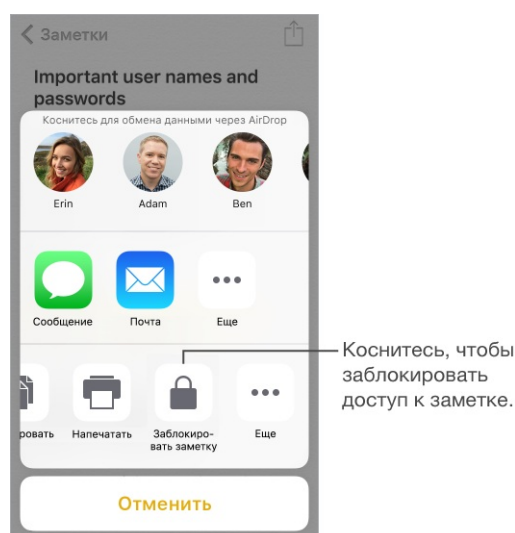 Заметки
Important user names and
passwords
Коснитесь для обмена данными через AirDrop
Erin
Adam
Ben
Сообщение
Почта
Еще
ровать
Напечатать
Заблокиро-
вать заметку
Еще
Отменить
Коснитесь, чтобы
заблокировать
доступ к заметке.